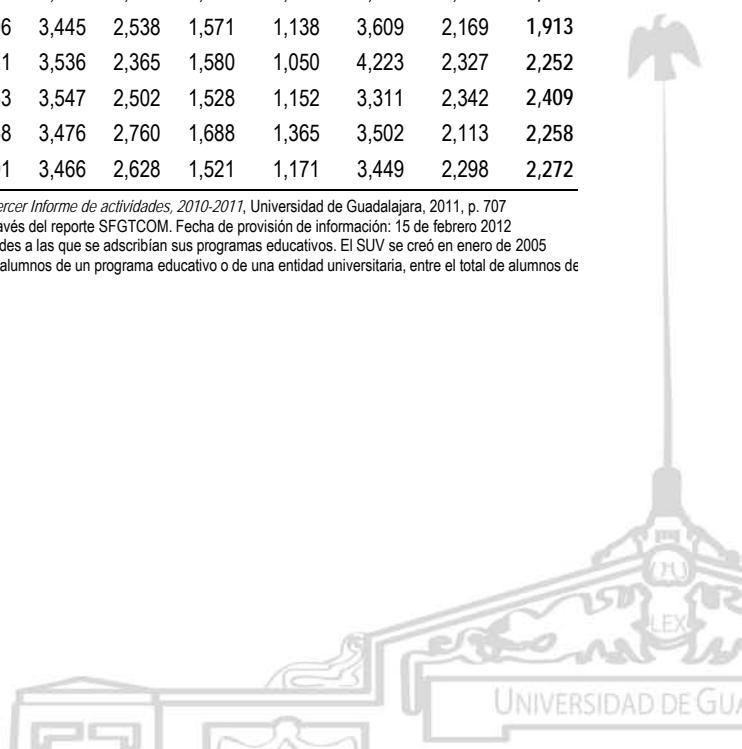 6 3,445 2,538 1,571 1,138 3,609 2,169 1,913
1 3,536 2,365 1,580 1,050 4,223 2,327 2,252
3 3,547 2,502 1,528 1,152 3,311 2,342 2,409
8 3,476 2,760 1,688 1,365 3,502 2,113 2,258
1 3,466 2,628 1,521 1,171 3,449 2,298 2,272
ercer Informe de actividades, 2010-2011, Universidad de Guadalajara, 2011, p. 707
avés del reporte SFGTCOM. Fecha de provisión de información: 15 de febrero 2012
des a las que se adscribían sus programas educativos. El SUV se creó en enero de 2005
alumnos de un programa educativo o de una entidad universitaria, entre el total de alumnos de
LEX
UNIVERSIDAD DE GUA